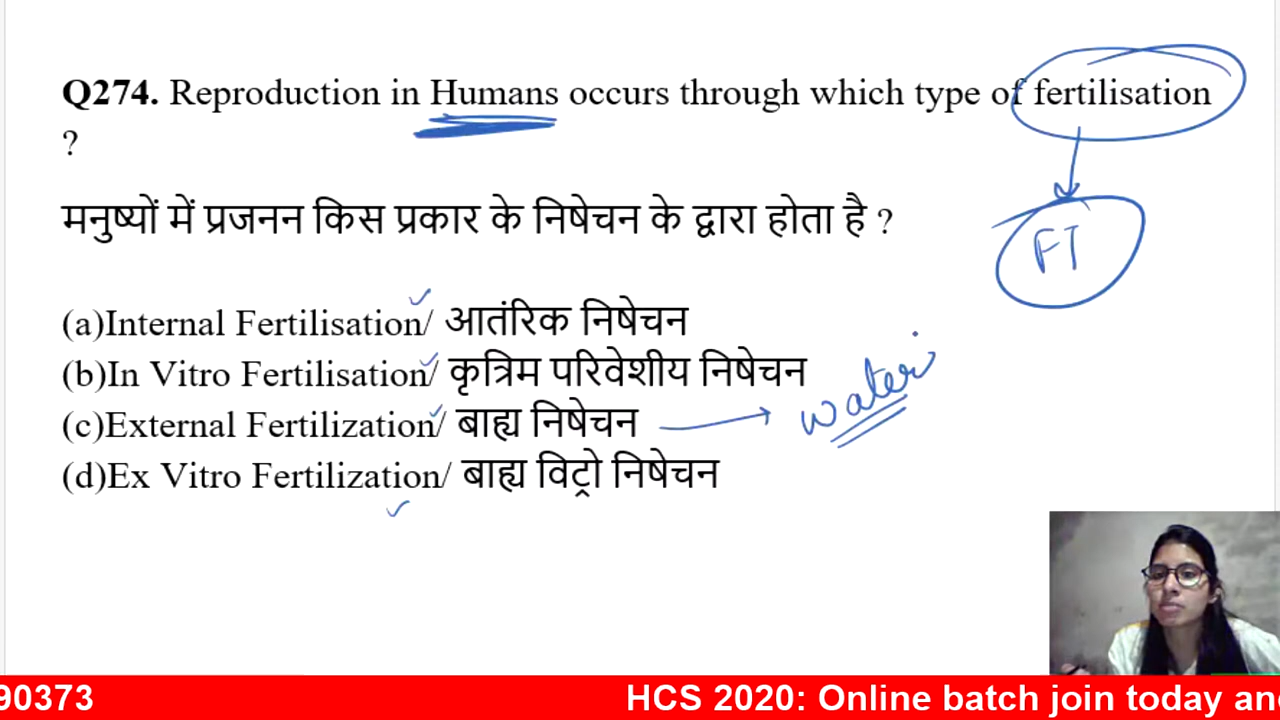 Q274. Reproduction in Humans occurs through which type of fertilisation
?
FT
मनुष्यों में प्रजनन किस प्रकार के निषेचन के द्वारा होता है ?
(a)Internal Fertilisation/ आतंरिक निषेचन
(b)In Vitro Fertilisation/ कृत्रिम परिवेशीय निषेचन
(c)External Fertilization/ बाह्य निषेचन
water
(d)Ex Vitro Fertilization/ बाह्य विट्रो निषेचन
90373 HCS 2020: Online batch join today and